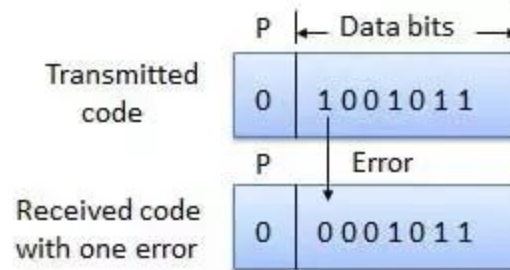 P Data bits
Transmitted
code
0 1001011
P Error
Received code
with one error
0 0001011